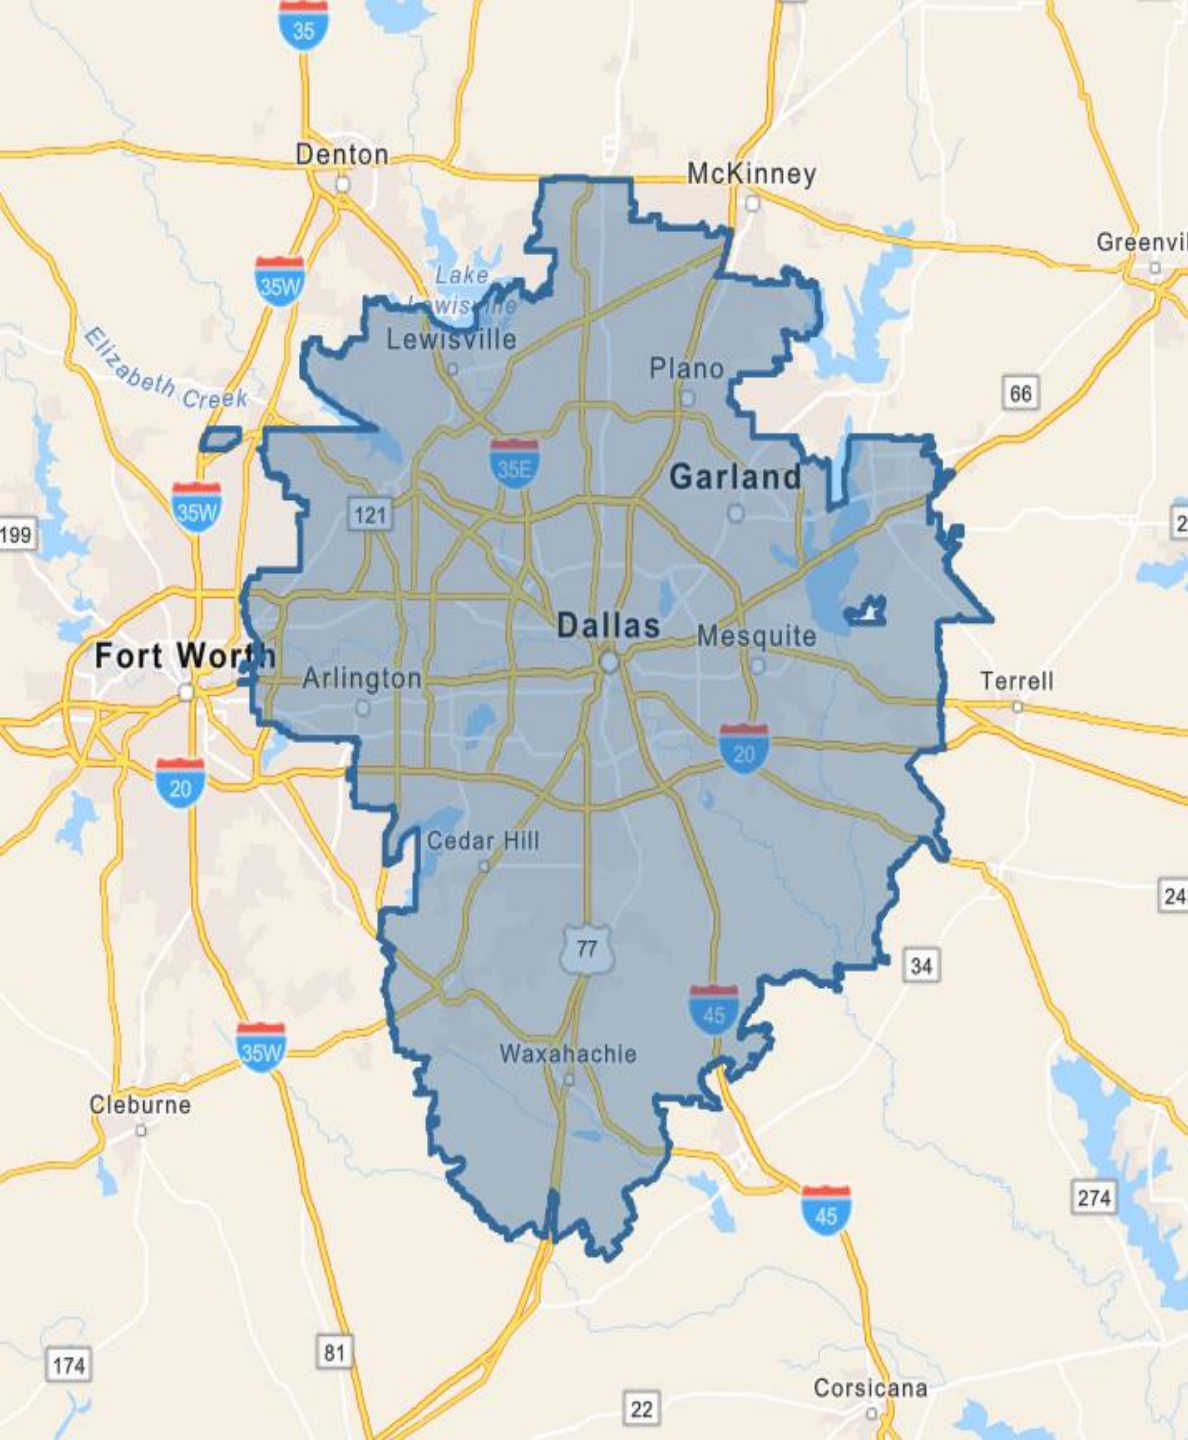 35
Denton
McKinney
Greenvil
35W
Lake
Lewisville
Lewisville
Elizabeth Creek
Plano
66
35E
Garland
121
35W
199
2
Dallas
Mesquite
Fort Worth
Arlington
Terrell
20
20
Cedar Hill
24
77
34
45
35W
Waxahachie
Cleburne
274
45
81
174
Corsicana
22